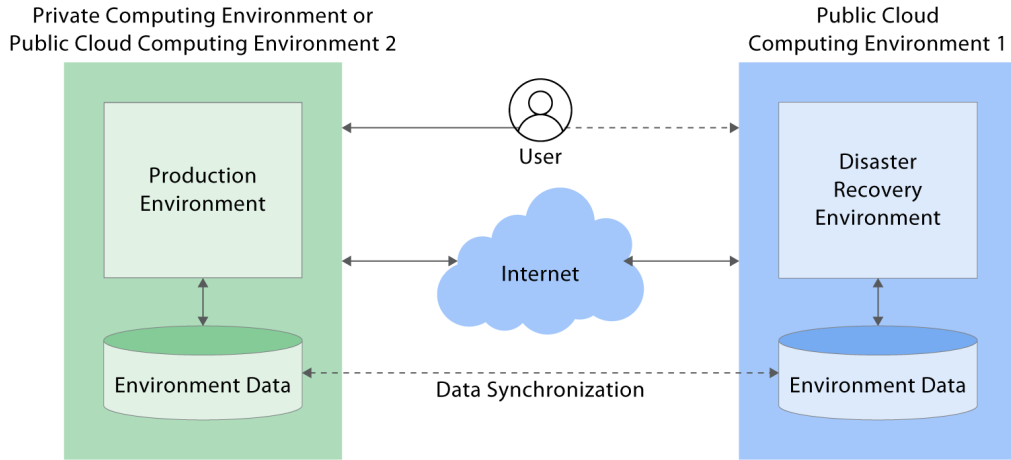 Private Computing Environment or
Public Cloud Computing Environment 2
Public Cloud
Computing Environment 1
User
Production
Environment
Disaster
Recovery
Environment
Internet
Environment Data
Data Synchronization
Environment Data